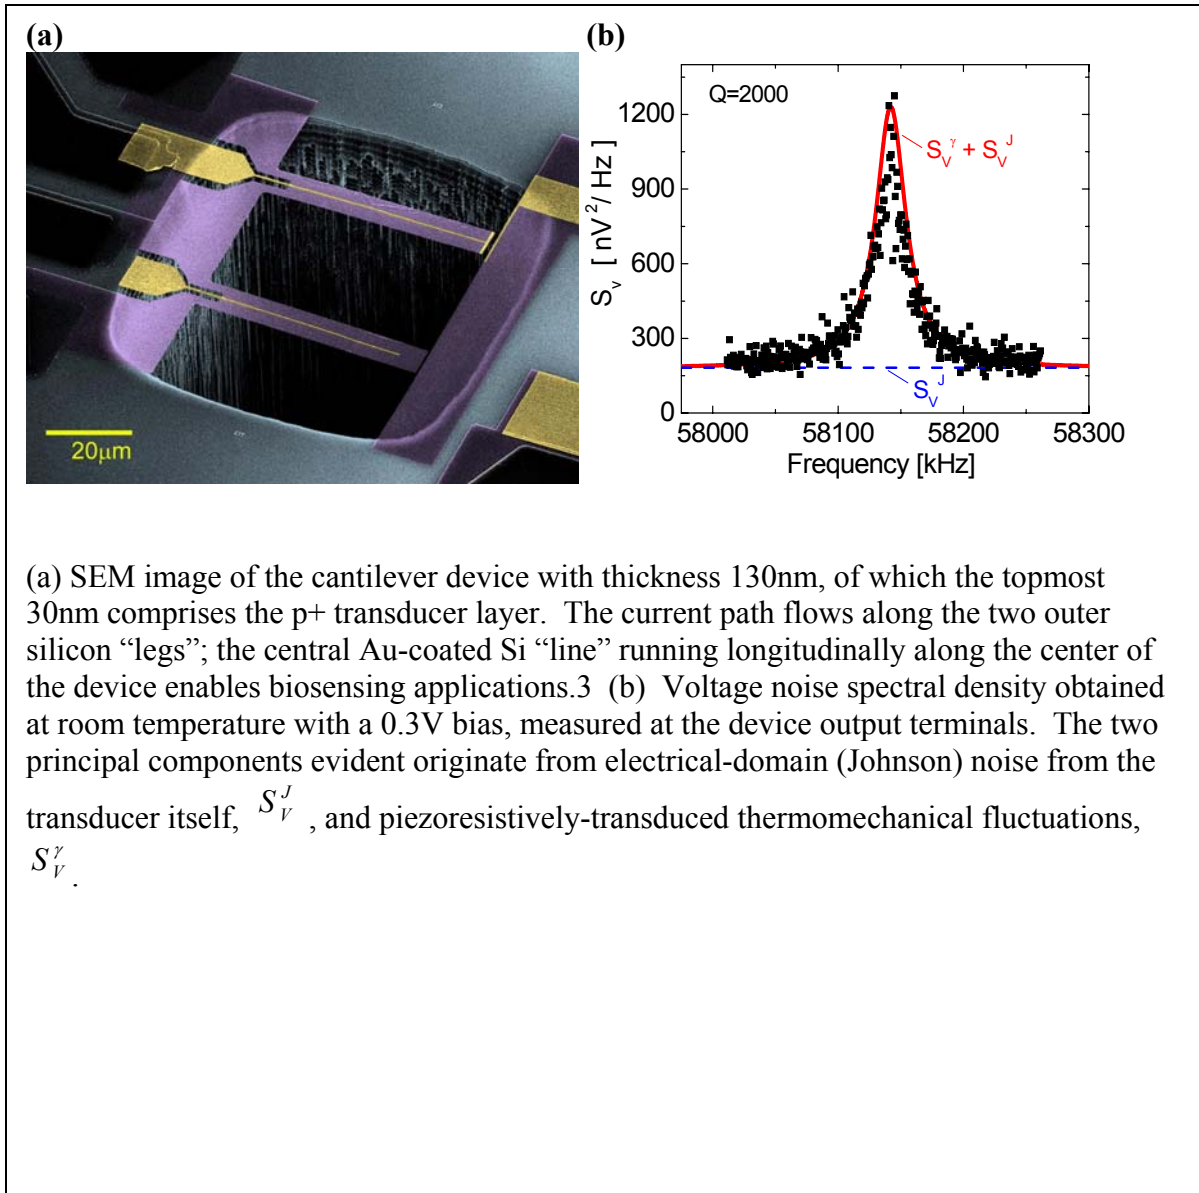 (a)
(b)
20μm
Q=2000
S_V^γ + S_V^J
S_V^J
S_v [ nV²/ Hz]
1200
900
600
300
0
58000 58100 58200 58300
Frequency [kHz]
(a) SEM image of the cantilever device with thickness 130nm, of which the topmost
30nm comprises the p+ transducer layer. The current path flows along the two outer
silicon “legs”; the central Au-coated Si “line” running longitudinally along the center of
the device enables biosensing applications.3 (b) Voltage noise spectral density obtained
at room temperature with a 0.3V bias, measured at the device output terminals. The two
principal components evident originate from electrical-domain (Johnson) noise from the
transducer itself, S_V^J , and piezoresistively-transduced thermomechanical fluctuations,
S_V^γ .